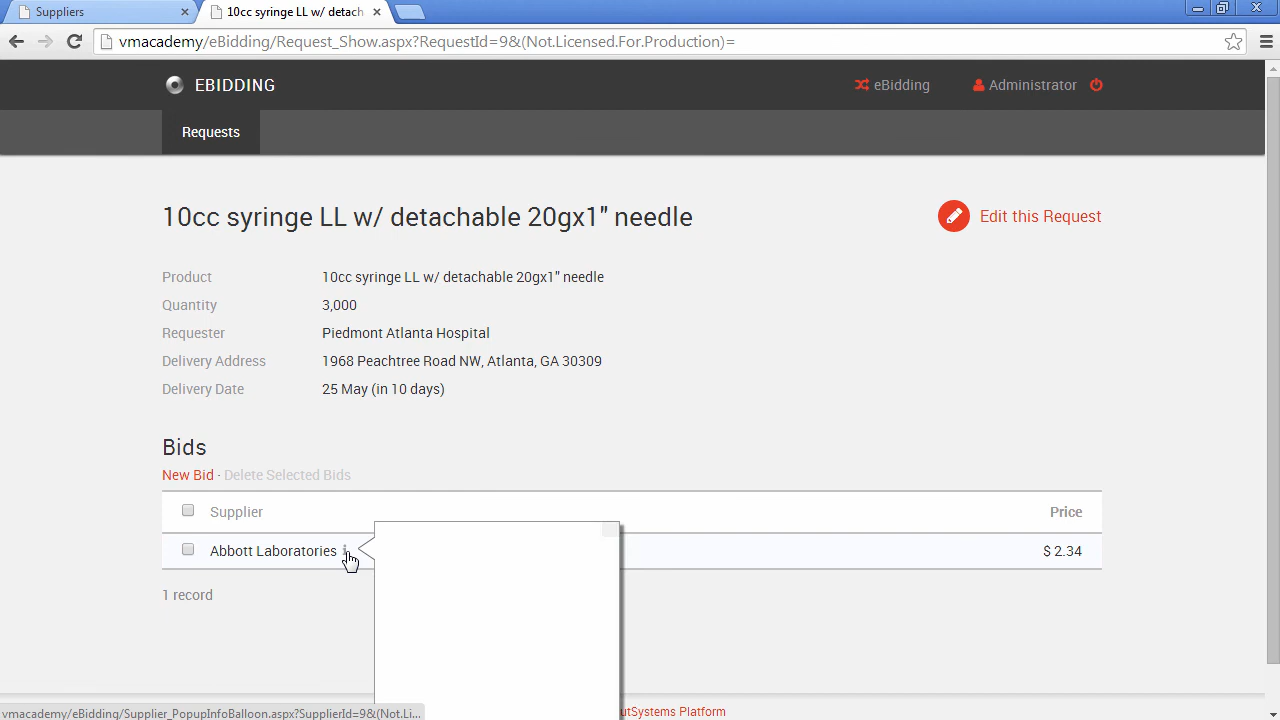 Suppliers
10cc syringe LL w/ detach
vmacademy/eBidding/Request_Show.aspx?RequestId=9&(Not.Licensed.For.Production)=
EBIDDING
eBidding
Administrator
Requests
10cc syringe LL w/ detachable 20gx1" needle
Edit this Request
Product 10cc syringe LL w/ detachable 20gx1" needle
Quantity 3,000
Requester Piedmont Atlanta Hospital
Delivery Address 1968 Peachtree Road NW, Atlanta, GA 30309
Delivery Date 25 May (in 10 days)
Bids
New Bid · Delete Selected Bids
Supplier Price
Abbott Laboratories $ 2.34
1 record
vmacademy/eBidding/Supplier_PopupInfoBalloon.aspx?SupplierId=9&(Not.Li...
utSystems Platform